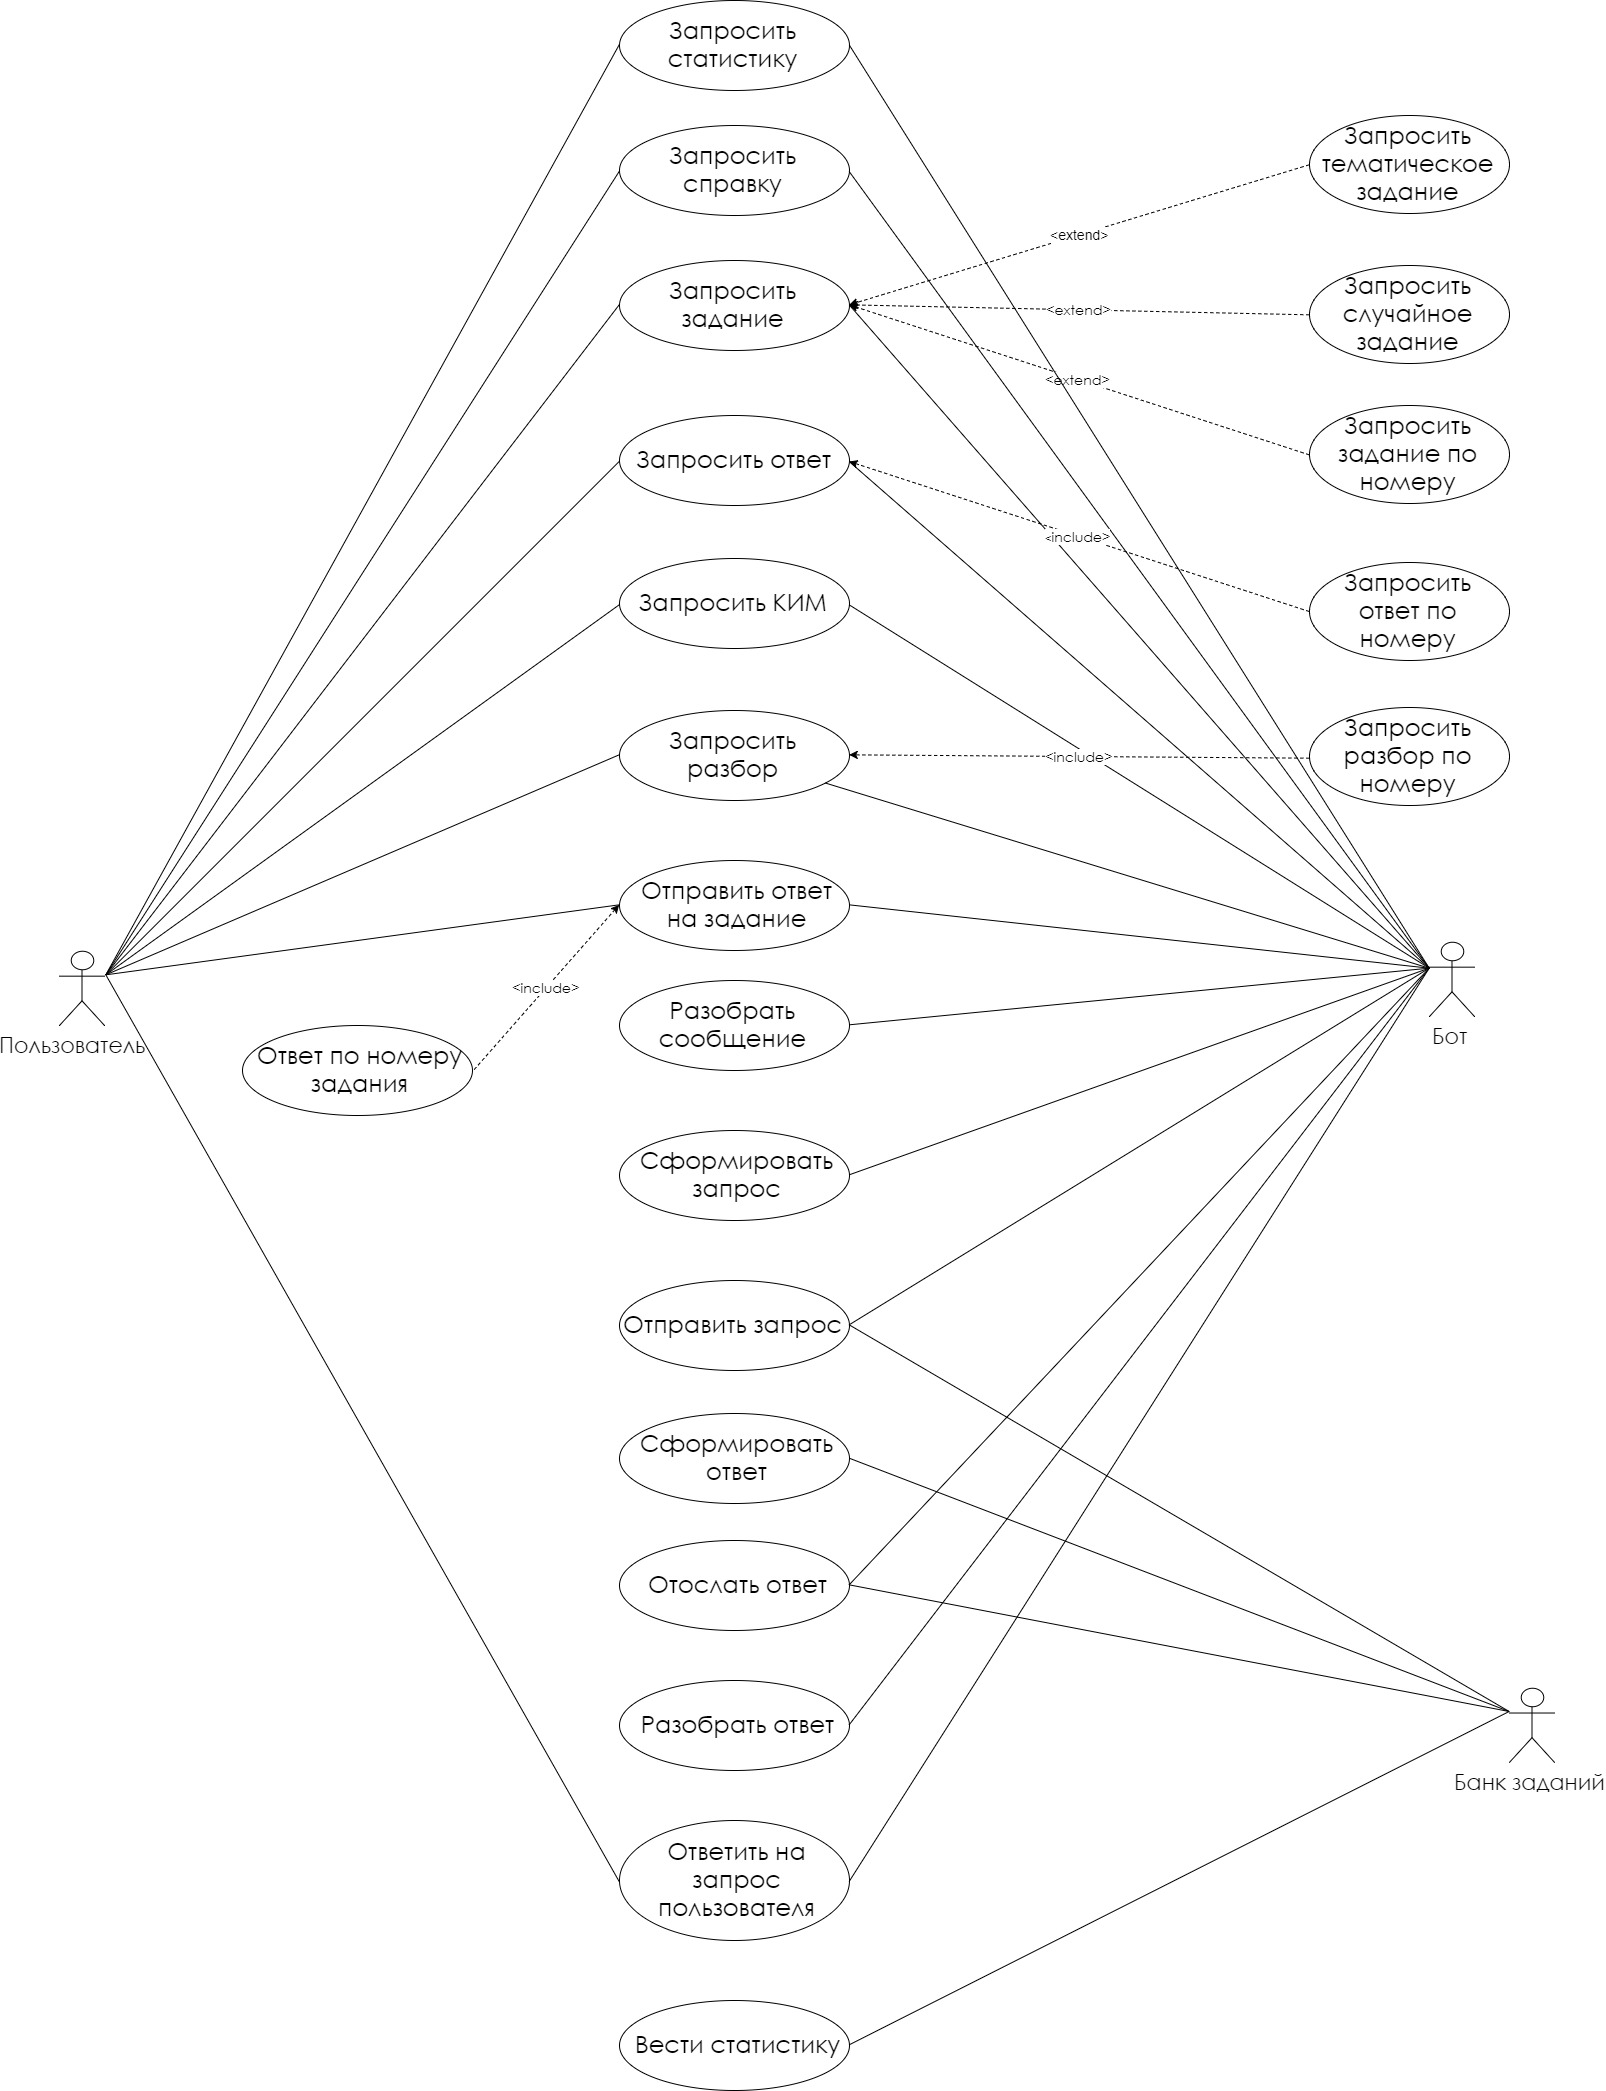 Запросить
статистику
Запросить
справку
Запросить
задание
Запросить ответ
Запросить КИМ
Запросить
разбор
Отправить ответ
на задание
Разобрать
сообщение
Сформировать
запрос
Отправить запрос
Сформировать
ответ
Отослать ответ
Разобрать ответ
Ответить на
запрос
пользователя
Вести статистику
Пользователь
Ответ по номеру
задания
<include>
<extend>
<extend>
<extend>
<include>
<include>
Запросить
тематическое
задание
Запросить
случайное
задание
Запросить
задание по
номеру
Запросить
ответ по
номеру
Запросить
разбор по
номеру
Бот
Банк заданий